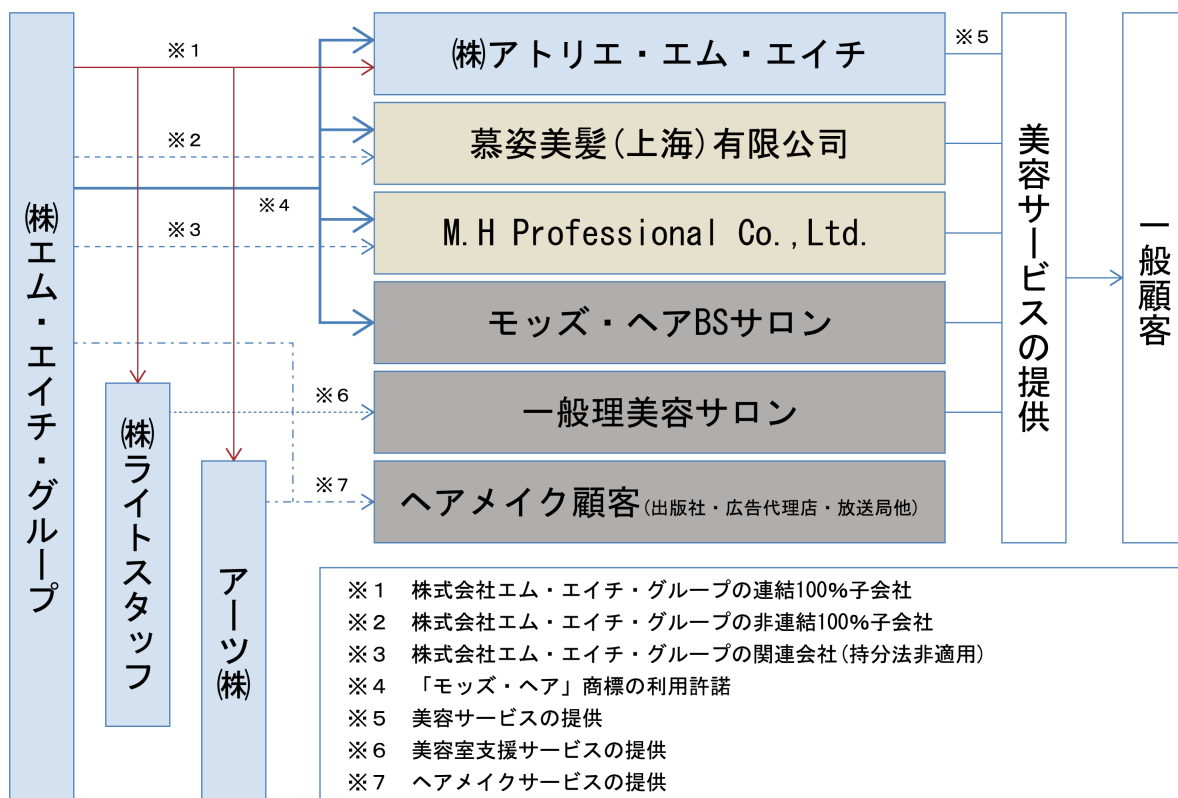 ㈱エム・エイチ・グループ
※１
※２
※４
※３
㈱アトリエ・エム・エイチ
※５
慕姿美髪(上海)有限公司
M.H Professional Co.,Ltd.
モッズ・ヘアBSサロン
※６
一般理美容サロン
※７
ヘアメイク顧客(出版社・広告代理店・放送局他)
㈱ライトスタッフ
アーツ㈱
美容サービスの提供
一般顧客
※１ 株式会社エム・エイチ・グループの連結100%子会社
※２ 株式会社エム・エイチ・グループの非連結100%子会社
※３ 株式会社エム・エイチ・グループの関連会社(持分法非適用)
※４ 「モッズ・ヘア」商標の利用許諾
※５ 美容サービスの提供
※６ 美容室支援サービスの提供
※７ ヘアメイクサービスの提供